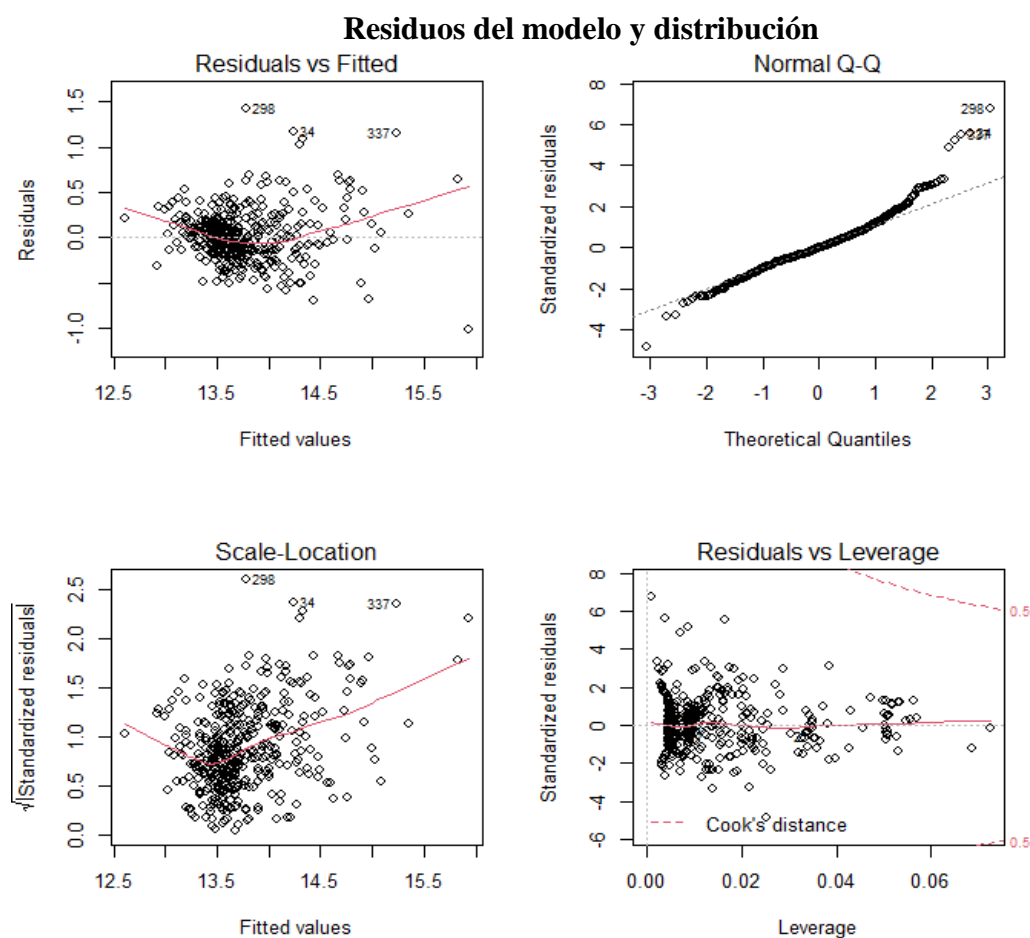 Residuos del modelo y distribución
Residuals vs Fitted
Residuals
-1.0 0.0 0.5 1.0 1.5
298
34
337
12.5 13.5 14.5 15.5
Fitted values
Normal Q-Q
Standardized residuals
-4 -2 0 2 4 6 8
298
337
34
-3 -2 -1 0 1 2 3
Theoretical Quantiles
Scale-Location
√|Standardized residuals|
0.0 0.5 1.0 1.5 2.0 2.5
298
34
337
12.5 13.5 14.5 15.5
Fitted values
Residuals vs Leverage
Standardized residuals
-6 -4 -2 0 2 4 6 8
0.5
0.5
Cook's distance
0.00 0.02 0.04 0.06
Leverage